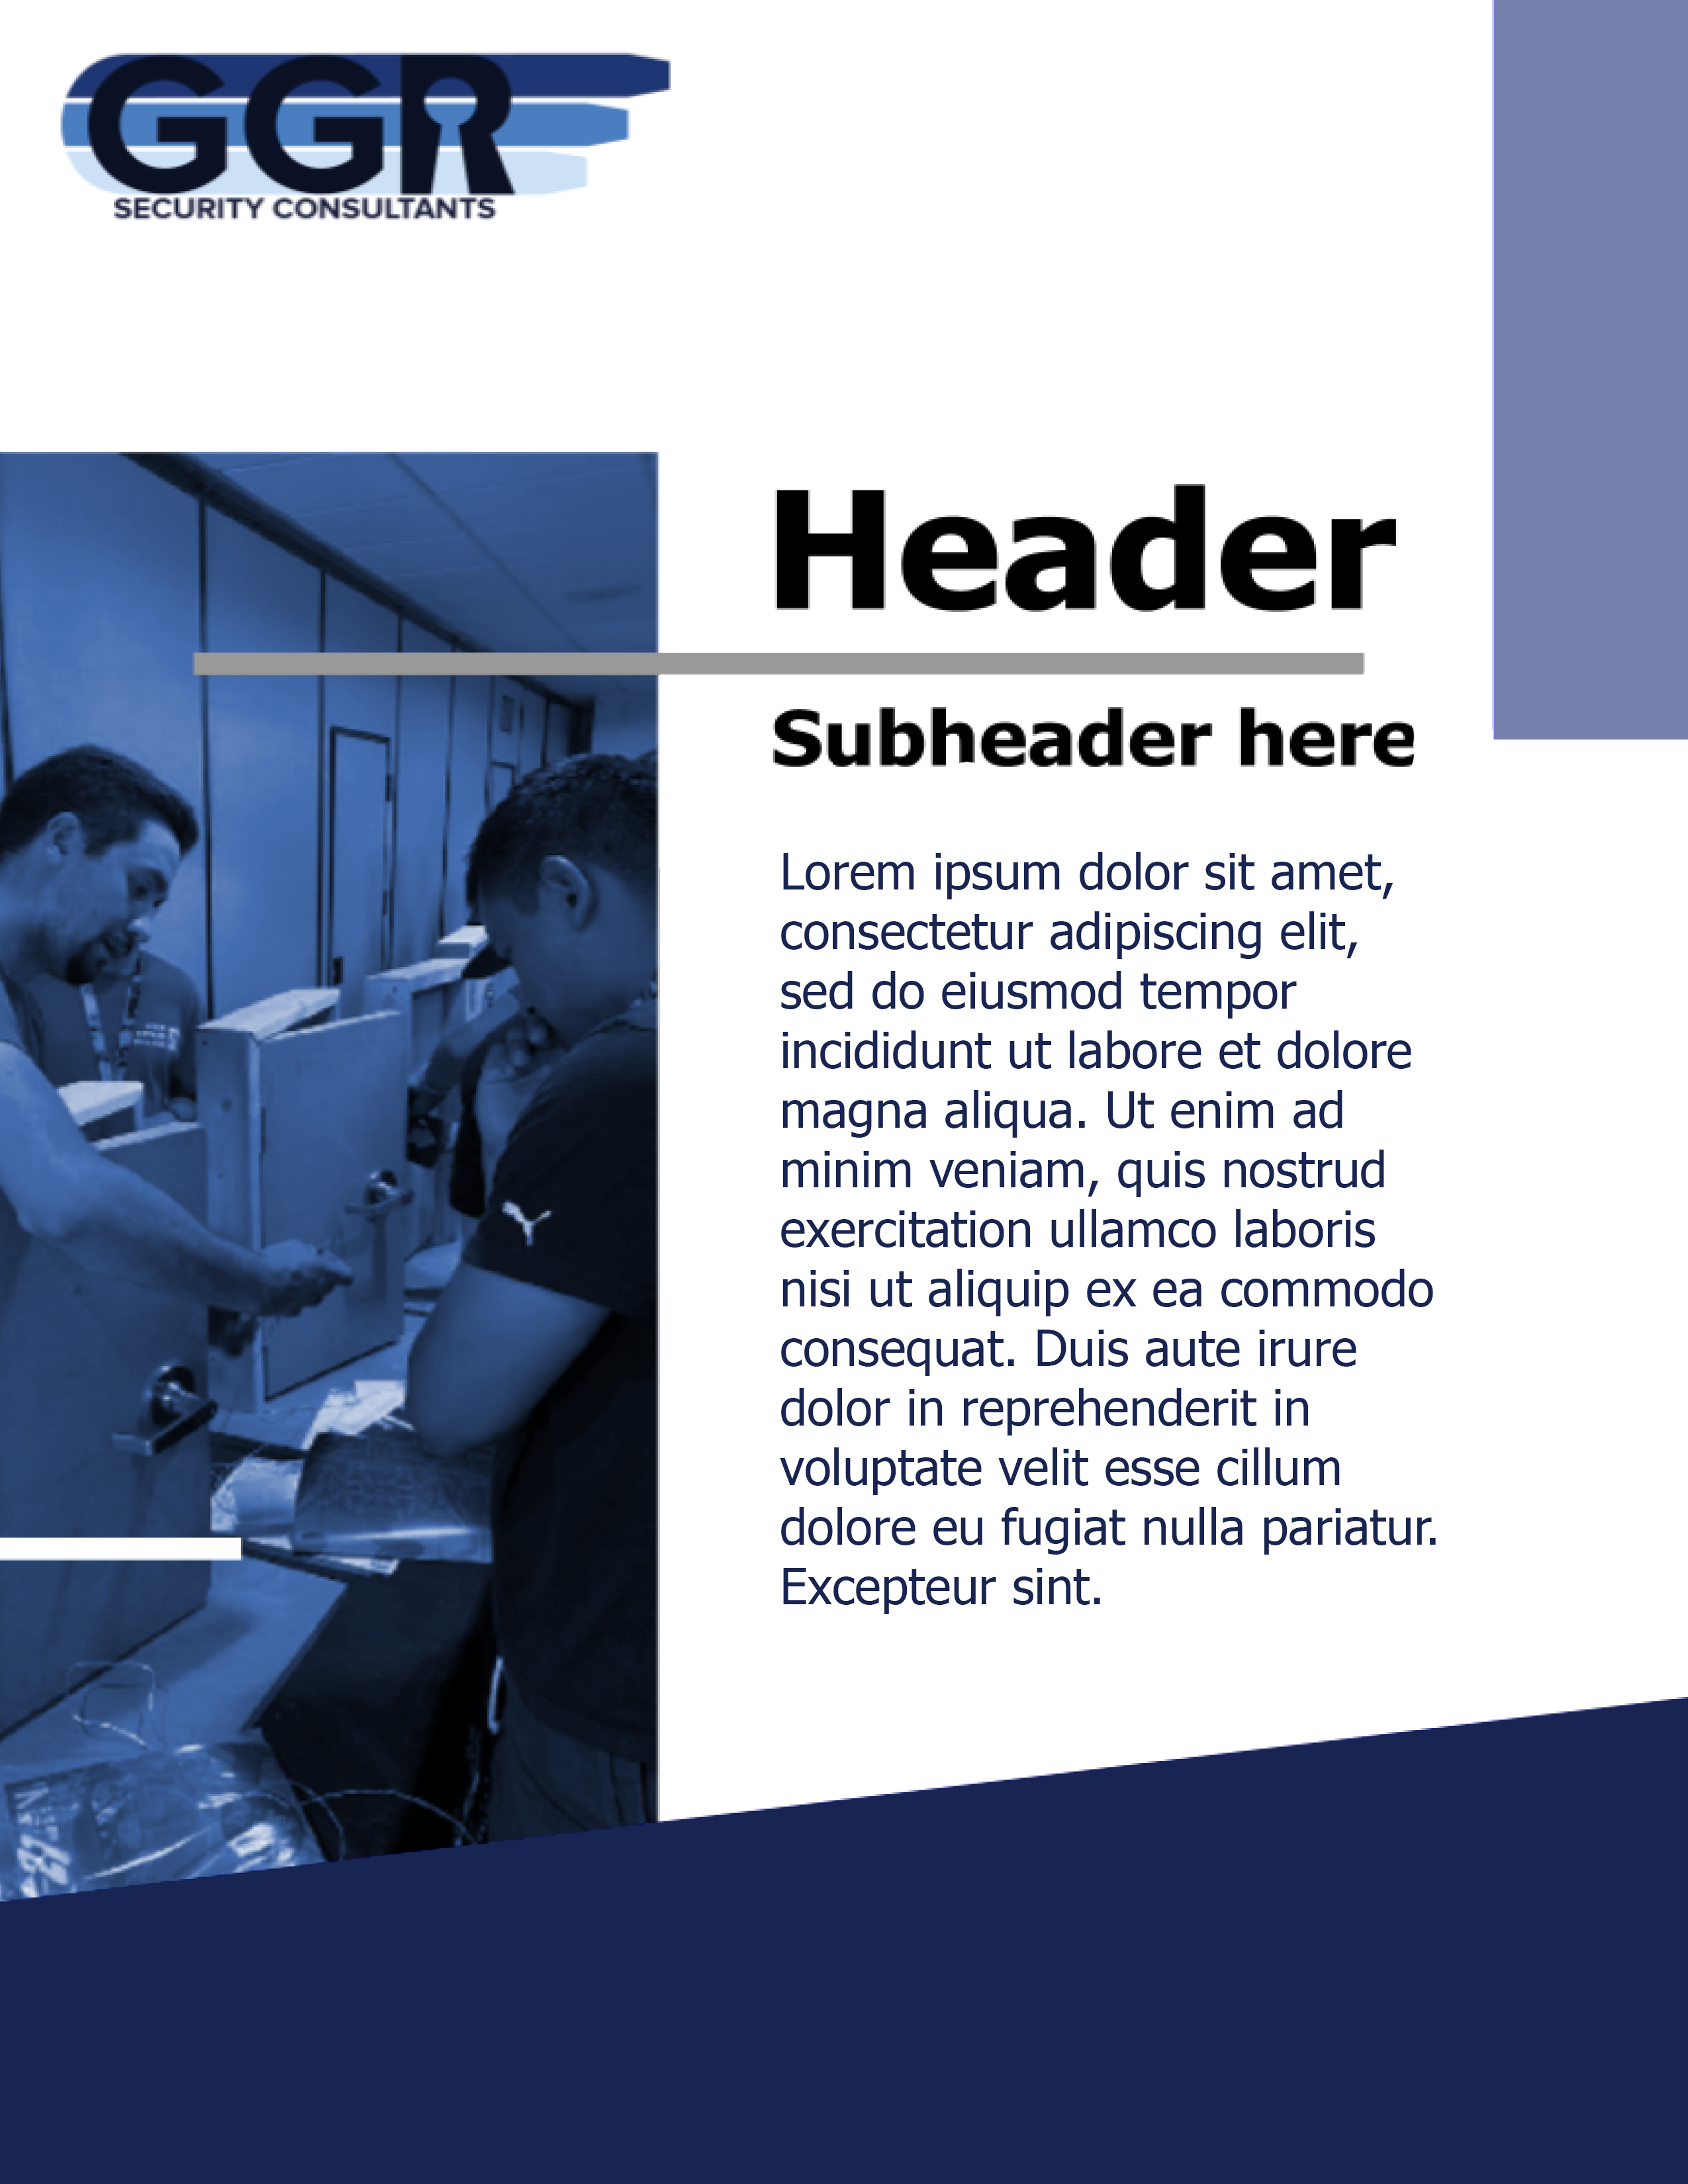 GGR
SECURITY CONSULTANTS
Header
Subheader here
Lorem ipsum dolor sit amet,
consectetur adipiscing elit,
sed do eiusmod tempor
incididunt ut labore et dolore
magna aliqua. Ut enim ad
minim veniam, quis nostrud
exercitation ullamco laboris
nisi ut aliquip ex ea commodo
consequat. Duis aute irure
dolor in reprehenderit in
voluptate velit esse cillum
dolore eu fugiat nulla pariatur.
Excepteur sint.